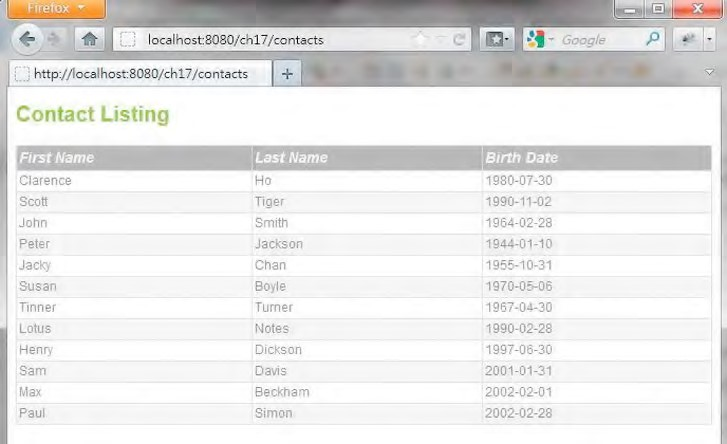 Firefox
localhost:8080/ch17/contacts
Google
http://localhost:8080/ch17/contacts
Contact Listing
First Name Last Name Birth Date
Clarence Ho 1980-07-30
Scott Tiger 1990-11-02
John Smith 1964-02-28
Peter Jackson 1944-01-10
Jacky Chan 1955-10-31
Susan Boyle 1970-05-06
Tinner Turner 1967-04-30
Lotus Notes 1990-02-28
Henry Dickson 1997-06-30
Sam Davis 2001-01-31
Max Beckham 2002-02-01
Paul Simon 2002-02-28